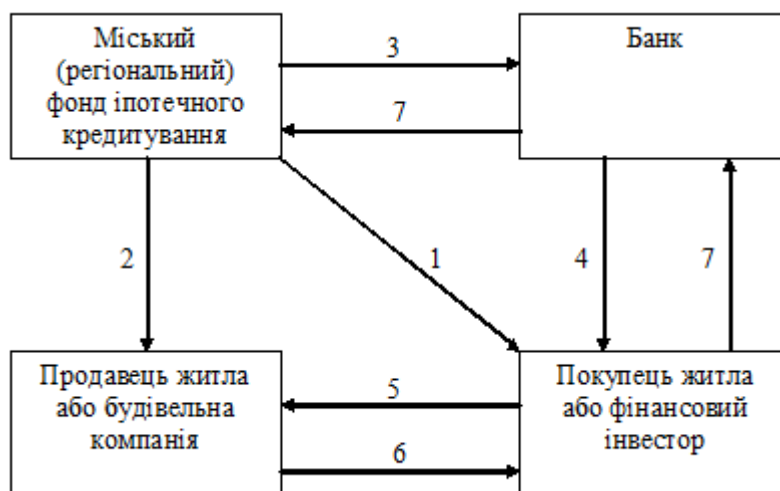 Міський
(регіональний)
фонд іпотечного
кредитування
3
7
Банк
2
1
4
7
Продавець житла
або будівельна
компанія
5
6
Покупець житла
або фінансовий
інвестор